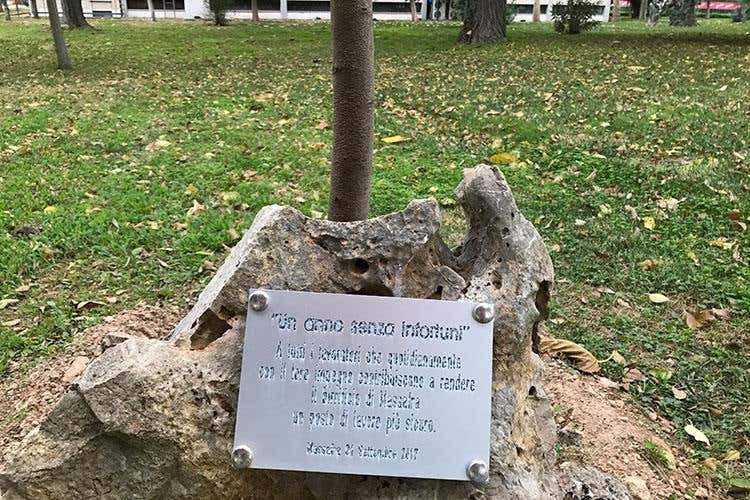 "Un anno senza infortuni"
A tutti i lavoratori che quotidianamente
con il loro impegno contribuiscono a rendere
il di Massafra
un posto di lavoro più sicuro.
Massafra 21 Settembre 2017